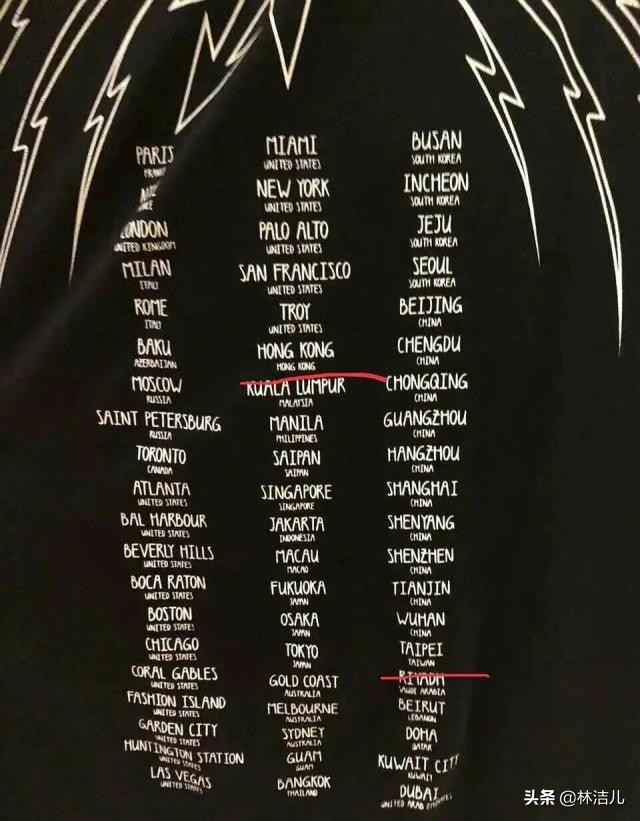 PARIS
LONDON
UNITED KINGDOM
MILAN
ITALY
ROME
ITALY
BAKU
AZERBAIJAN
MOSCOW
RUSSIA
SAINT PETERSBURG
RUSSIA
TORONTO
CANADA
ATLANTA
UNITED STATES
BAL HARBOUR
UNITED STATES
BEVERLY HILLS
UNITED STATES
BOCA RATON
UNITED STATES
BOSTON
UNITED STATES
CHICAGO
UNITED STATES
CORAL GABLES
UNITED STATES
FASHION ISLAND
UNITED STATES
GARDEN CITY
UNITED STATES
HUNTINGTON STATION
UNITED STATES
LAS VEGAS
UNITED STATES
MIAMI
UNITED STATES
NEW YORK
UNITED STATES
PALO ALTO
UNITED STATES
SAN FRANCISCO
UNITED STATES
TROY
UNITED STATES
HONG KONG
HONG KONG
KUALA LUMPUR
MALAYSIA
MANILA
PHILIPPINES
SAIPAN
SAIPAN
SINGAPORE
SINGAPORE
JAKARTA
INDONESIA
MACAU
MACAO
FUKUOKA
JAPAN
OSAKA
JAPAN
TOKYO
JAPAN
GOLD COAST
AUSTRALIA
MELBOURNE
AUSTRALIA
SYDNEY
AUSTRALIA
GUAM
GUAM
BANGKOK
THAILAND
BUSAN
SOUTH KOREA
INCHEON
SOUTH KOREA
JEJU
SOUTH KOREA
SEOUL
SOUTH KOREA
BEIJING
CHINA
CHENGDU
CHINA
CHONGQING
CHINA
GUANGZHOU
CHINA
HANGZHOU
CHINA
SHANGHAI
CHINA
SHENYANG
CHINA
SHENZHEN
CHINA
TIANJIN
CHINA
WUHAN
CHINA
TAIPEI
TAIWAN
RIYADH
SAUDI ARABIA
BEIRUT
LEBANON
DOHA
QATAR
KUWAIT CITY
KUWAIT
DUBAI
UNITED ARAB EMIRATES
头条 @林洁儿